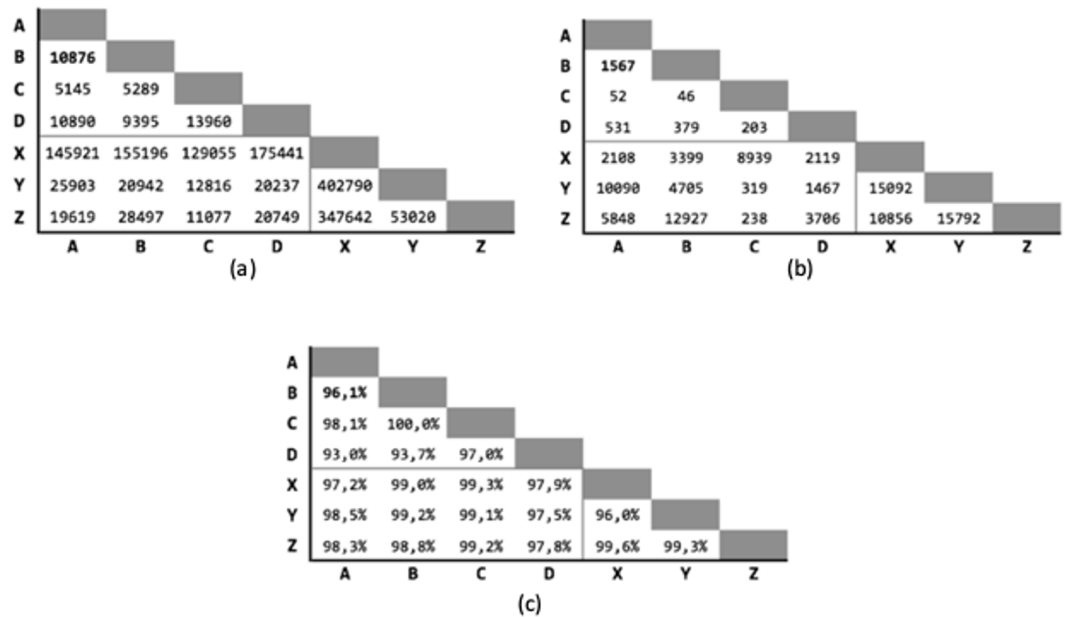 A
B 10876
C 5145 5289
D 10890 9395 13960
X 145921 155196 129055 175441
Y 25903 20942 12816 20237 402790
Z 19619 28497 11077 20749 347642 53020
A B C D X Y Z
(a)
A
B 1567
C 52 46
D 531 379 203
X 2108 3399 8939 2119
Y 10090 4705 319 1467 15092
Z 5848 12927 238 3706 10856 15792
A B C D X Y Z
(b)
A
B 96,1%
C 98,1% 100,0%
D 93,0% 93,7% 97,0%
X 97,2% 99,0% 99,3% 97,9%
Y 98,5% 99,2% 99,1% 97,5% 96,0%
Z 98,3% 98,8% 99,2% 97,8% 99,6% 99,3%
A B C D X Y Z
(c)